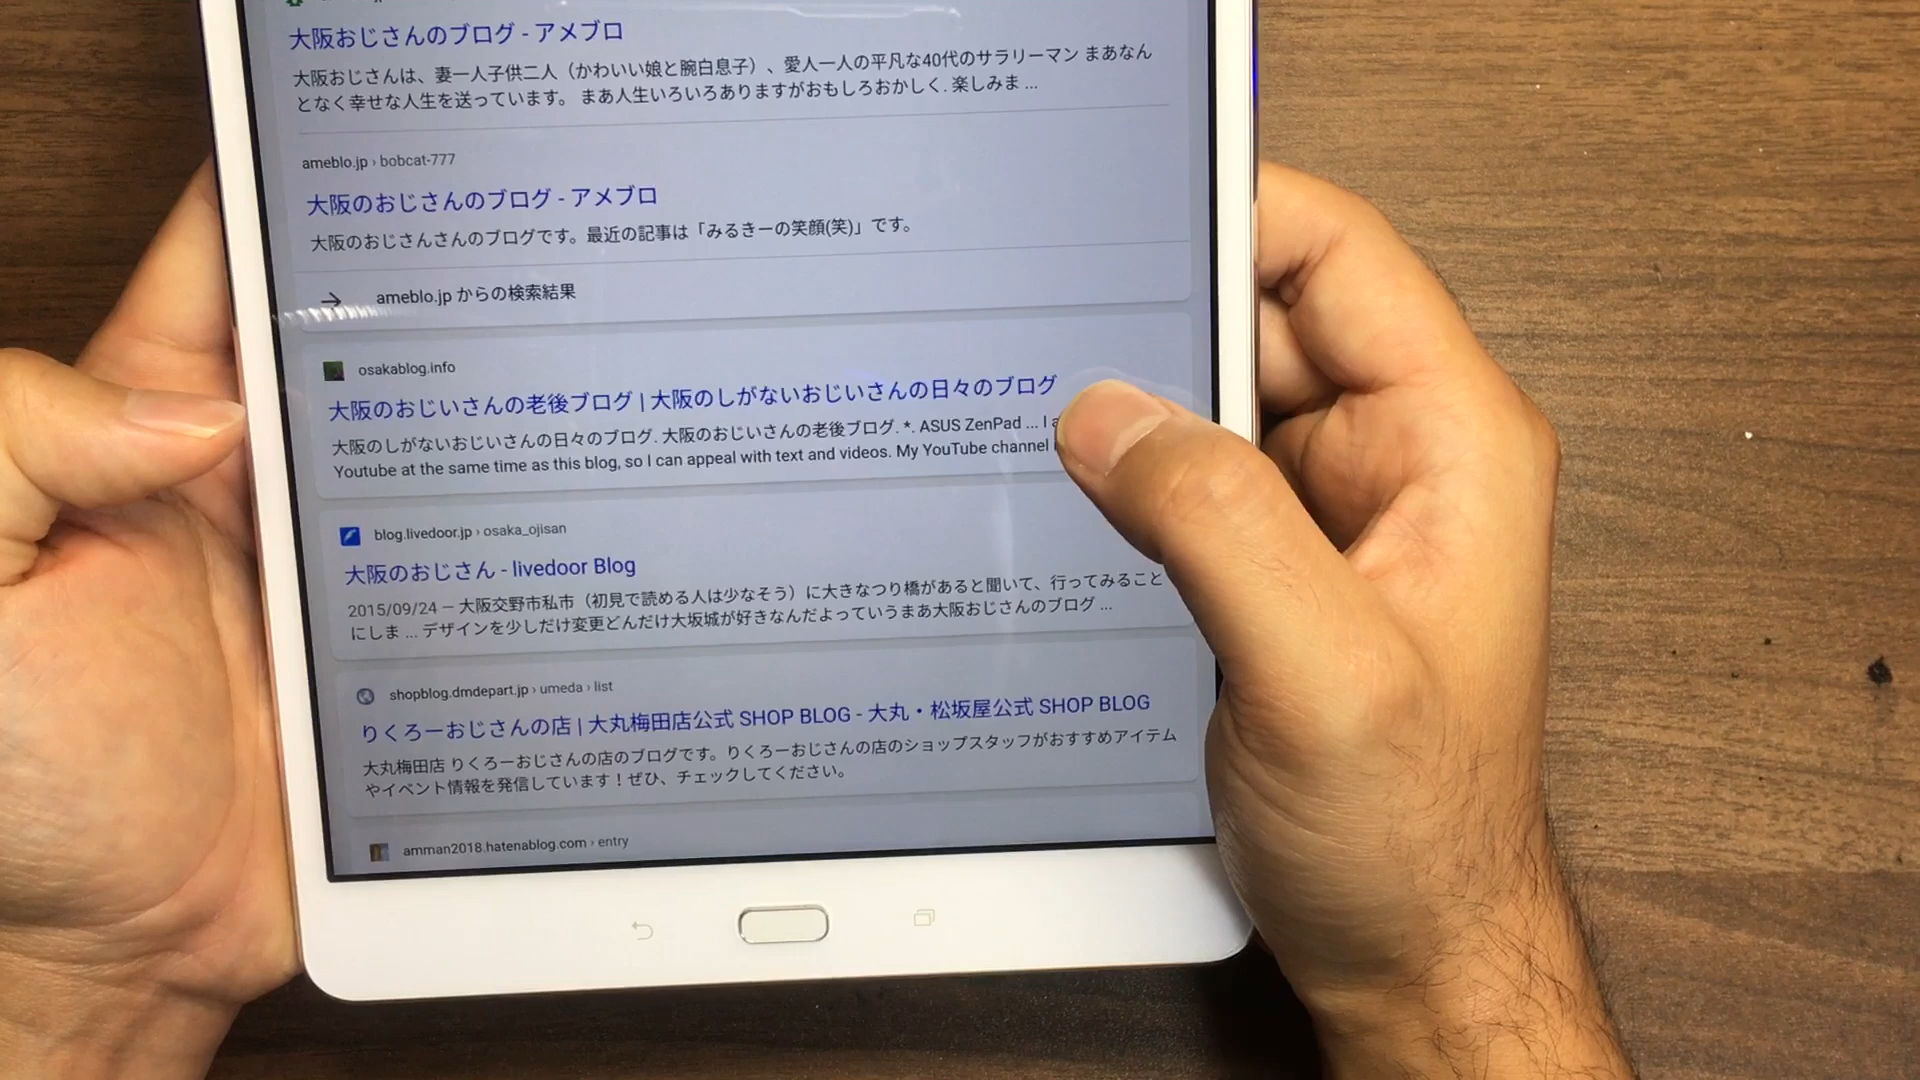 大阪おじさんのブログ - アメブロ
大阪おじさんは、妻一人子供二人（かわいい娘と腕白息子）、愛人一人の平凡な40代のサラリーマン まあなん
となく幸せな人生を送っています。 まあ人生いろいろありますがおもしろおかしく. 楽しみま ...
ameblo.jp › bobcat-777
大阪のおじさんのブログ - アメブロ
大阪のおじさんさんのブログです。最近の記事は「みるきーの笑顔(笑)」です。
ameblo.jp からの検索結果
osakablog.info
大阪のおじいさんの老後ブログ | 大阪のしがないおじいさんの日々のブログ
大阪のしがないおじいさんの日々のブログ. 大阪のおじいさんの老後ブログ. *. ASUS ZenPad ... I
Youtube at the same time as this blog, so I can appeal with text and videos. My YouTube channel
blog.livedoor.jp › osaka_ojisan
大阪のおじさん - livedoor Blog
2015/09/24 — 大阪交野市私市（初見で読める人は少なそう）に大きなつり橋があると聞いて、行ってみること
にしま ... デザインを少しだけ変更どんだけ大坂城が好きなんだよっていうまあ大阪おじさんのブログ ...
shopblog.dmdepart.jp › umeda › list
りくろーおじさんの店 | 大丸梅田店公式 SHOP BLOG - 大丸・松坂屋公式 SHOP BLOG
大丸梅田店 りくろーおじさんの店のブログです。りくろーおじさんの店のショップスタッフがおすすめアイテム
やイベント情報を発信しています！ぜひ、チェックしてください。
amman2018.hatenablog.com › entry